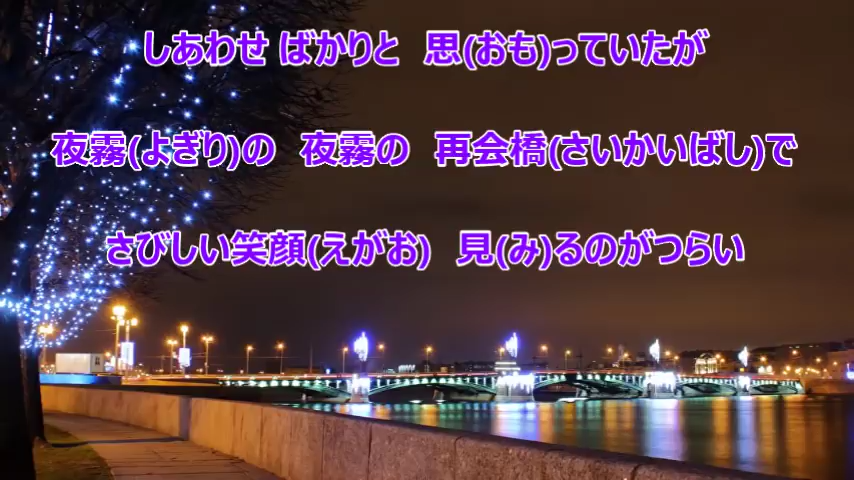 しあわせ ばかりと　思(おも)っていたが
夜霧(よぎり)の　夜霧の　再会橋(さいかいばし)で
さびしい笑顔(えがお)　見(み)るのがつらい